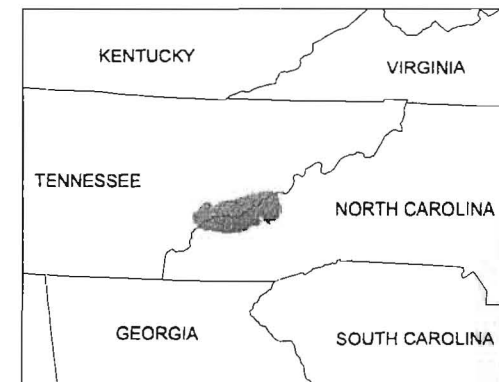 KENTUCKY
VIRGINIA
TENNESSEE
NORTH CAROLINA
GEORGIA
SOUTH CAROLINA